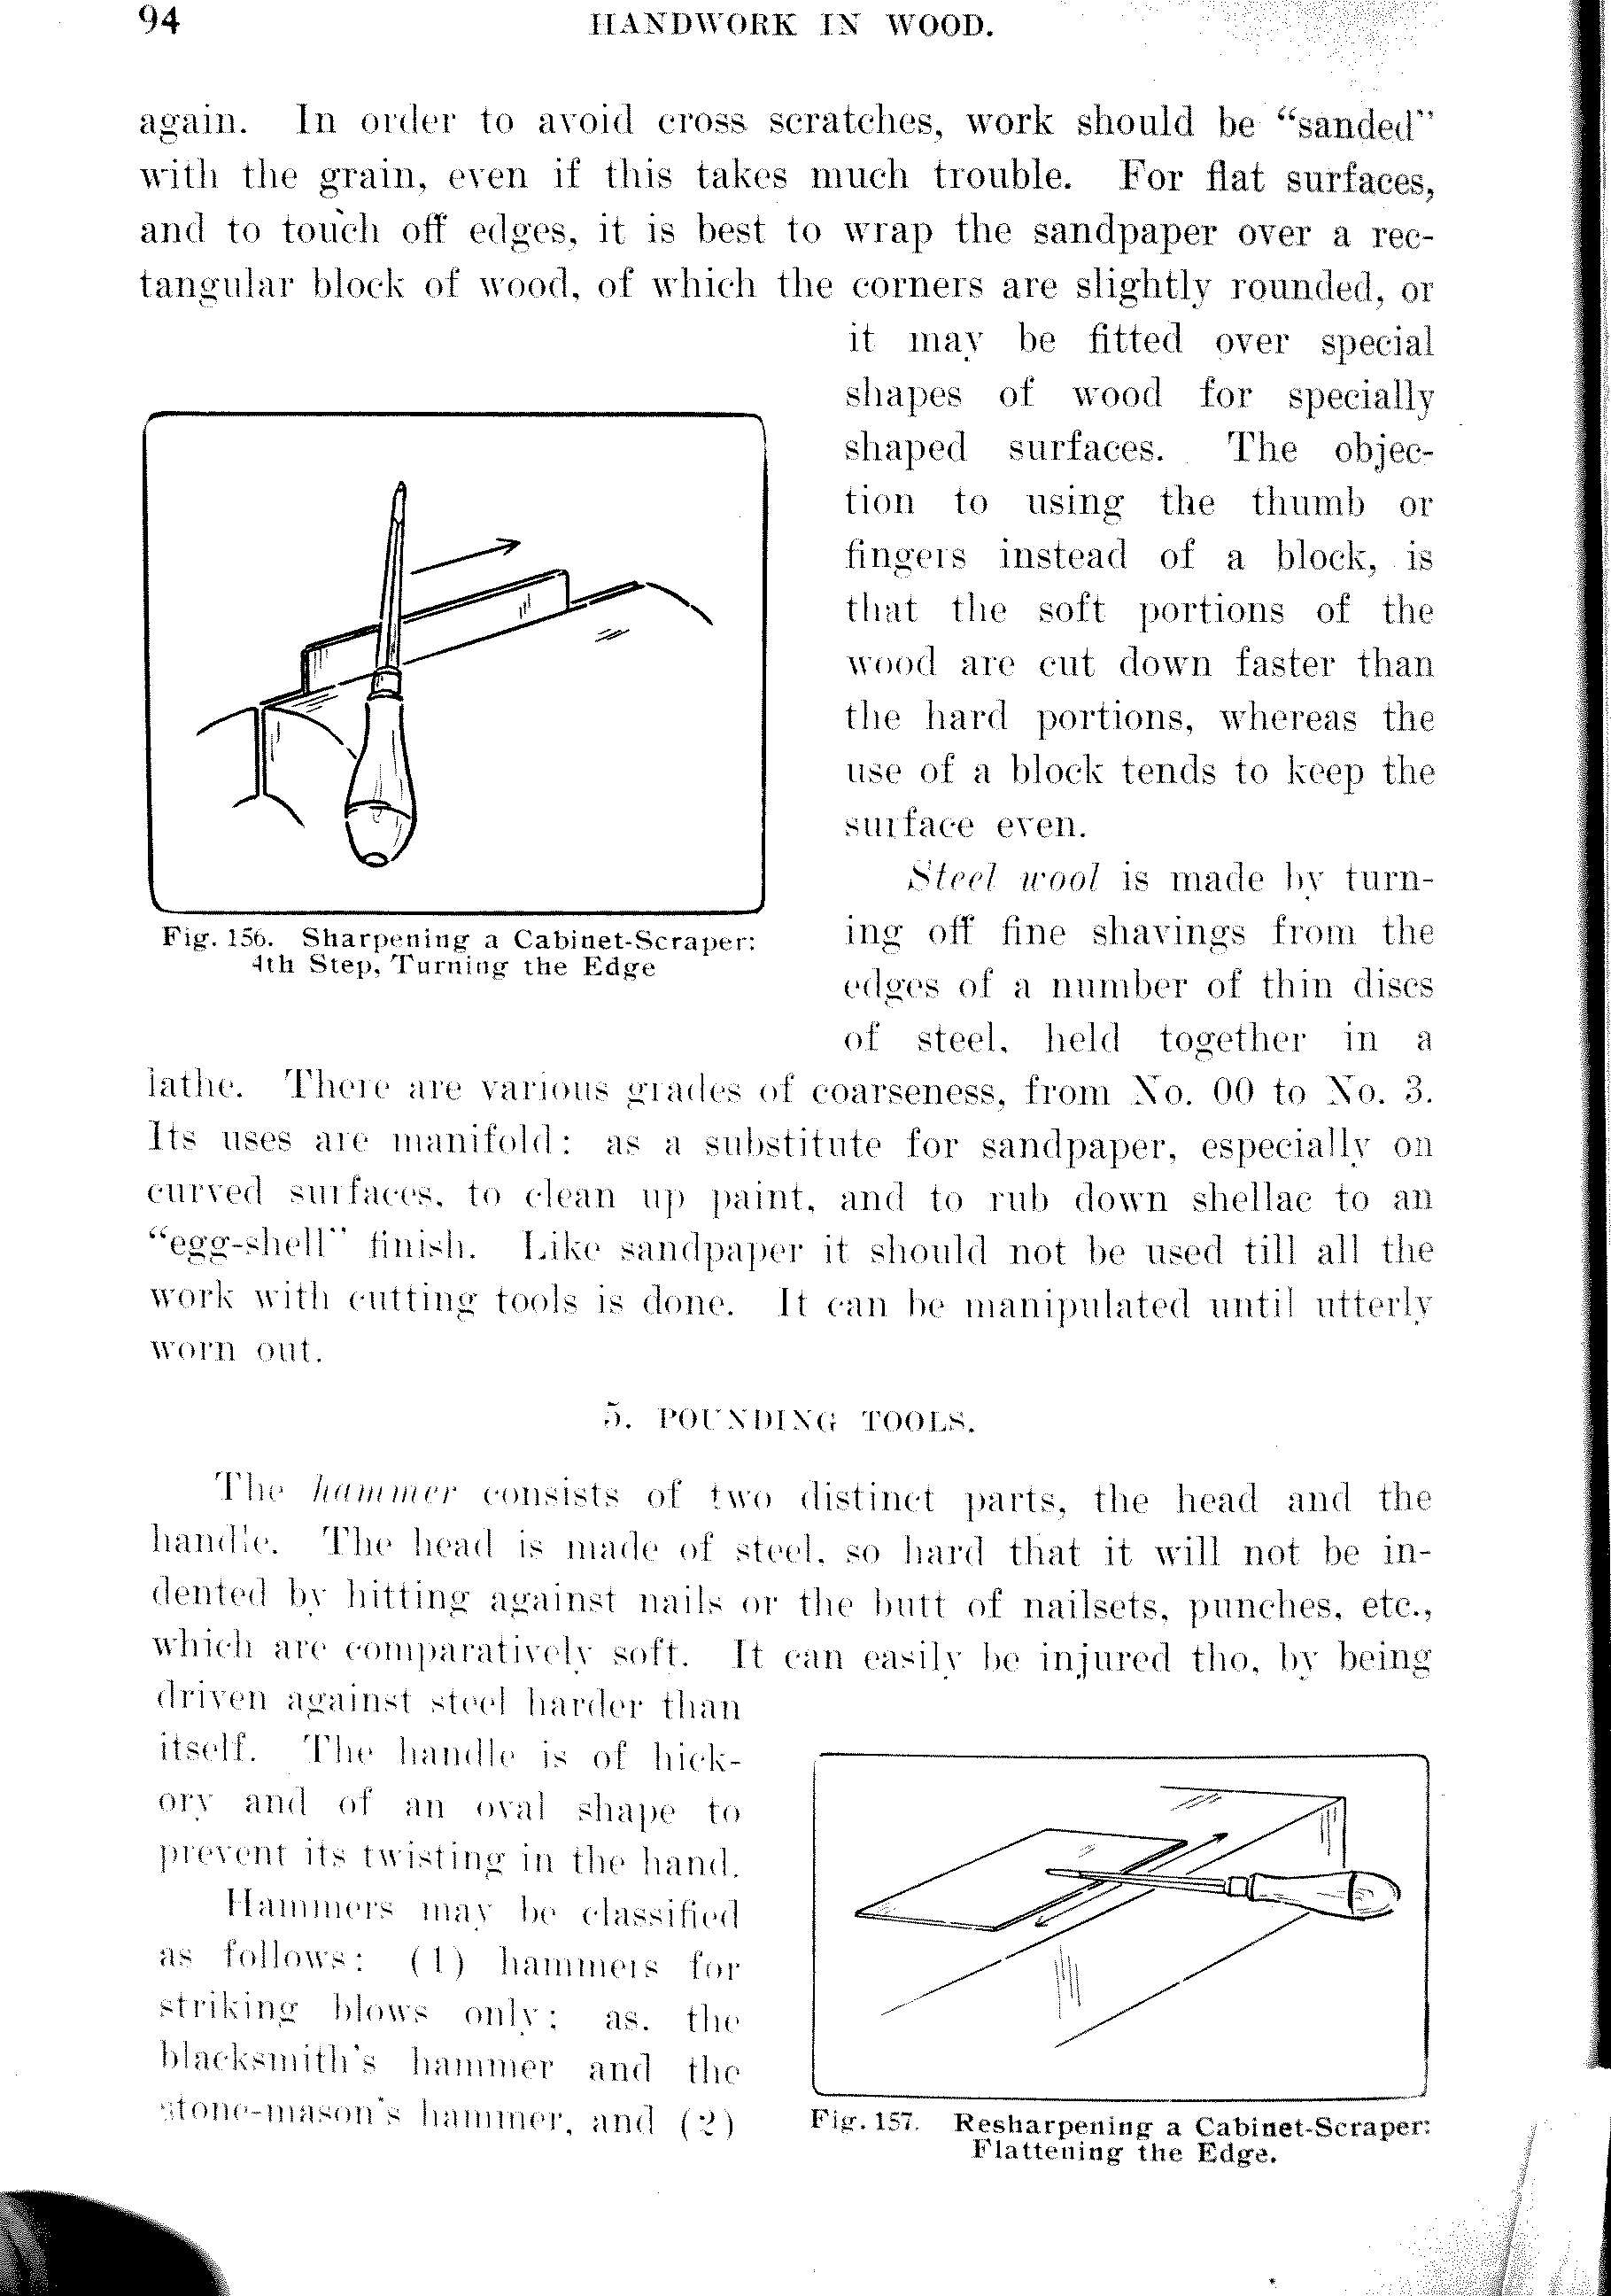 94
HANDWORK IN WOOD.
again. In order to avoid cross scratches, work should be “sanded”
with the grain, even if this takes much trouble. For flat surfaces,
and to touch off edges, it is best to wrap the sandpaper over a rec-
tangular block of wood, of which the corners are slightly rounded, or
it may be fitted over special
shapes of wood for specially
shaped surfaces. The objec-
tion to using the thumb or
fingers instead of a block, is
that the soft portions of the
wood are cut down faster than
the hard portions, whereas the
use of a block tends to keep the
surface even.
Fig. 156. Sharpening a Cabinet-Scraper:
4th Step, Turning the Edge
Steel wool is made by turn-
ing off fine shavings from the
edges of a number of thin discs
of steel, held together in a
lathe. There are various grades of coarseness, from No. 00 to No. 3.
Its uses are manifold: as a substitute for sandpaper, especially on
curved surfaces, to clean up paint, and to rub down shellac to an
“egg-shell” finish. Like sandpaper it should not be used till all the
work with cutting tools is done. It can be manipulated until utterly
worn out.
5. POUNDING TOOLS.
The hammer consists of two distinct parts, the head and the
handle. The head is made of steel, so hard that it will not be in-
dented by hitting against nails or the butt of nailsets, punches, etc.,
which are comparatively soft. It can easily be injured tho, by being
driven against steel harder than
itself. The handle is of hick-
ory and of an oval shape to
prevent its twisting in the hand.
Hammers may be classified
as follows: (1) hammers for
striking blows only; as, the
blacksmith's hammer and the
stone-mason's hammer, and (2)
Fig. 157. Resharpening a Cabinet-Scraper:
Flattening the Edge.